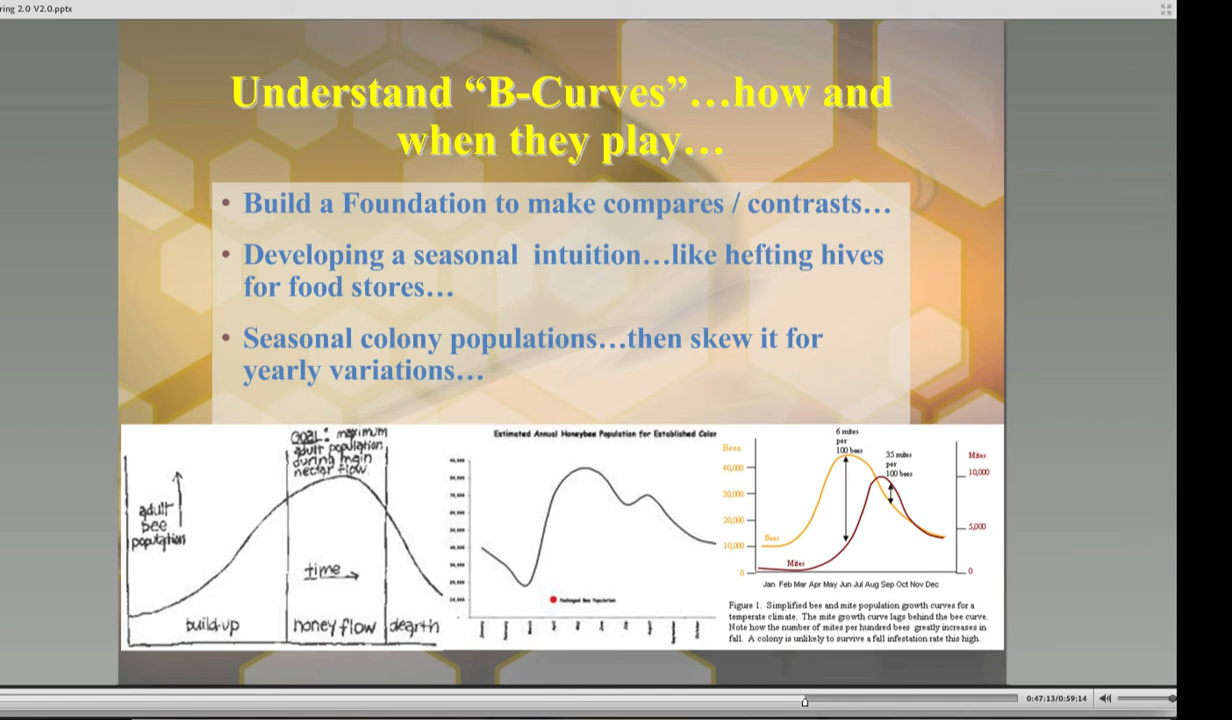 ring 2.0 V2.0.pptx
Understand “B-Curves”…how and
when they play…
• Build a Foundation to make compares / contrasts…
• Developing a seasonal intuition…like hefting hives
for food stores…
• Seasonal colony populations…then skew it for
yearly variations…
GOAL: maximum
adult population
during main
nectar flow.
adult
bee
population
time
build-up
honey flow
dearth
Estimated Annual Honeybee Population for Established Colon
Packaged Bee Population
Bees
40,000
30,000
20,000
10,000
0
Bees
Mites
6 mites
per
100 bees
35 mites
per
100 bees
Mites
10,000
5,000
0
Jan Feb Mar Apr May Jun Jul Aug Sep Oct Nov Dec
Figure 1. Simplified bee and mite population growth curves for a
temperate climate. The mite growth curve lags behind the bee curve.
Note how the number of mites per hundred bees greatly increases in
fall. A colony is unlikely to survive a fall infestation rate this high.
0:47:13/0:59:14